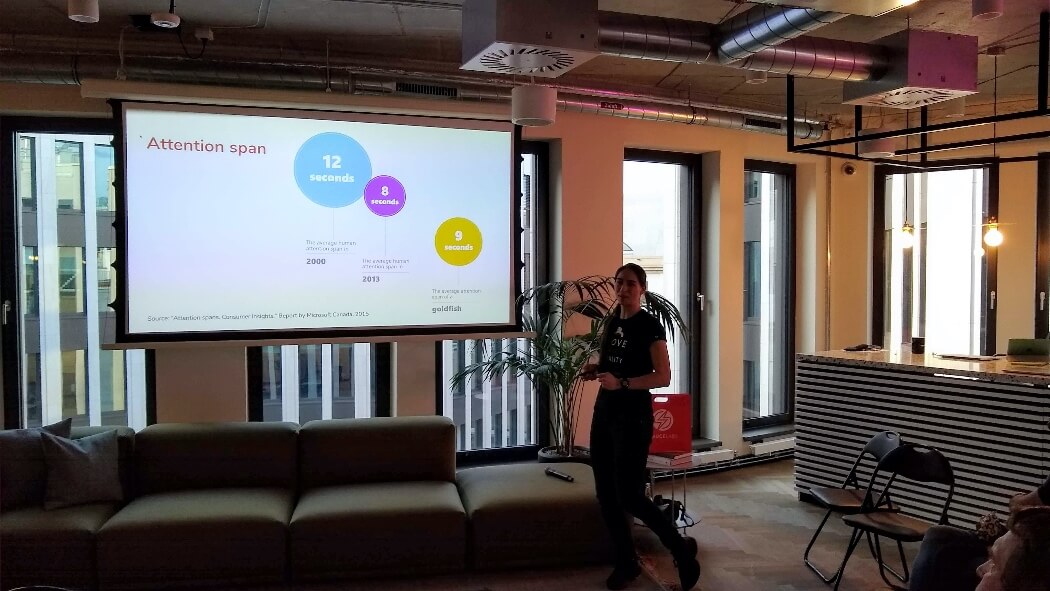 Attention span
12
seconds
8
seconds
9
seconds
The average human
attention span in
2000
The average human
attention span in
2013
The average attention
span of a
goldfish
Source: "Attention spans, Consumer Insights." Report by Microsoft Canada, 2015
OVE